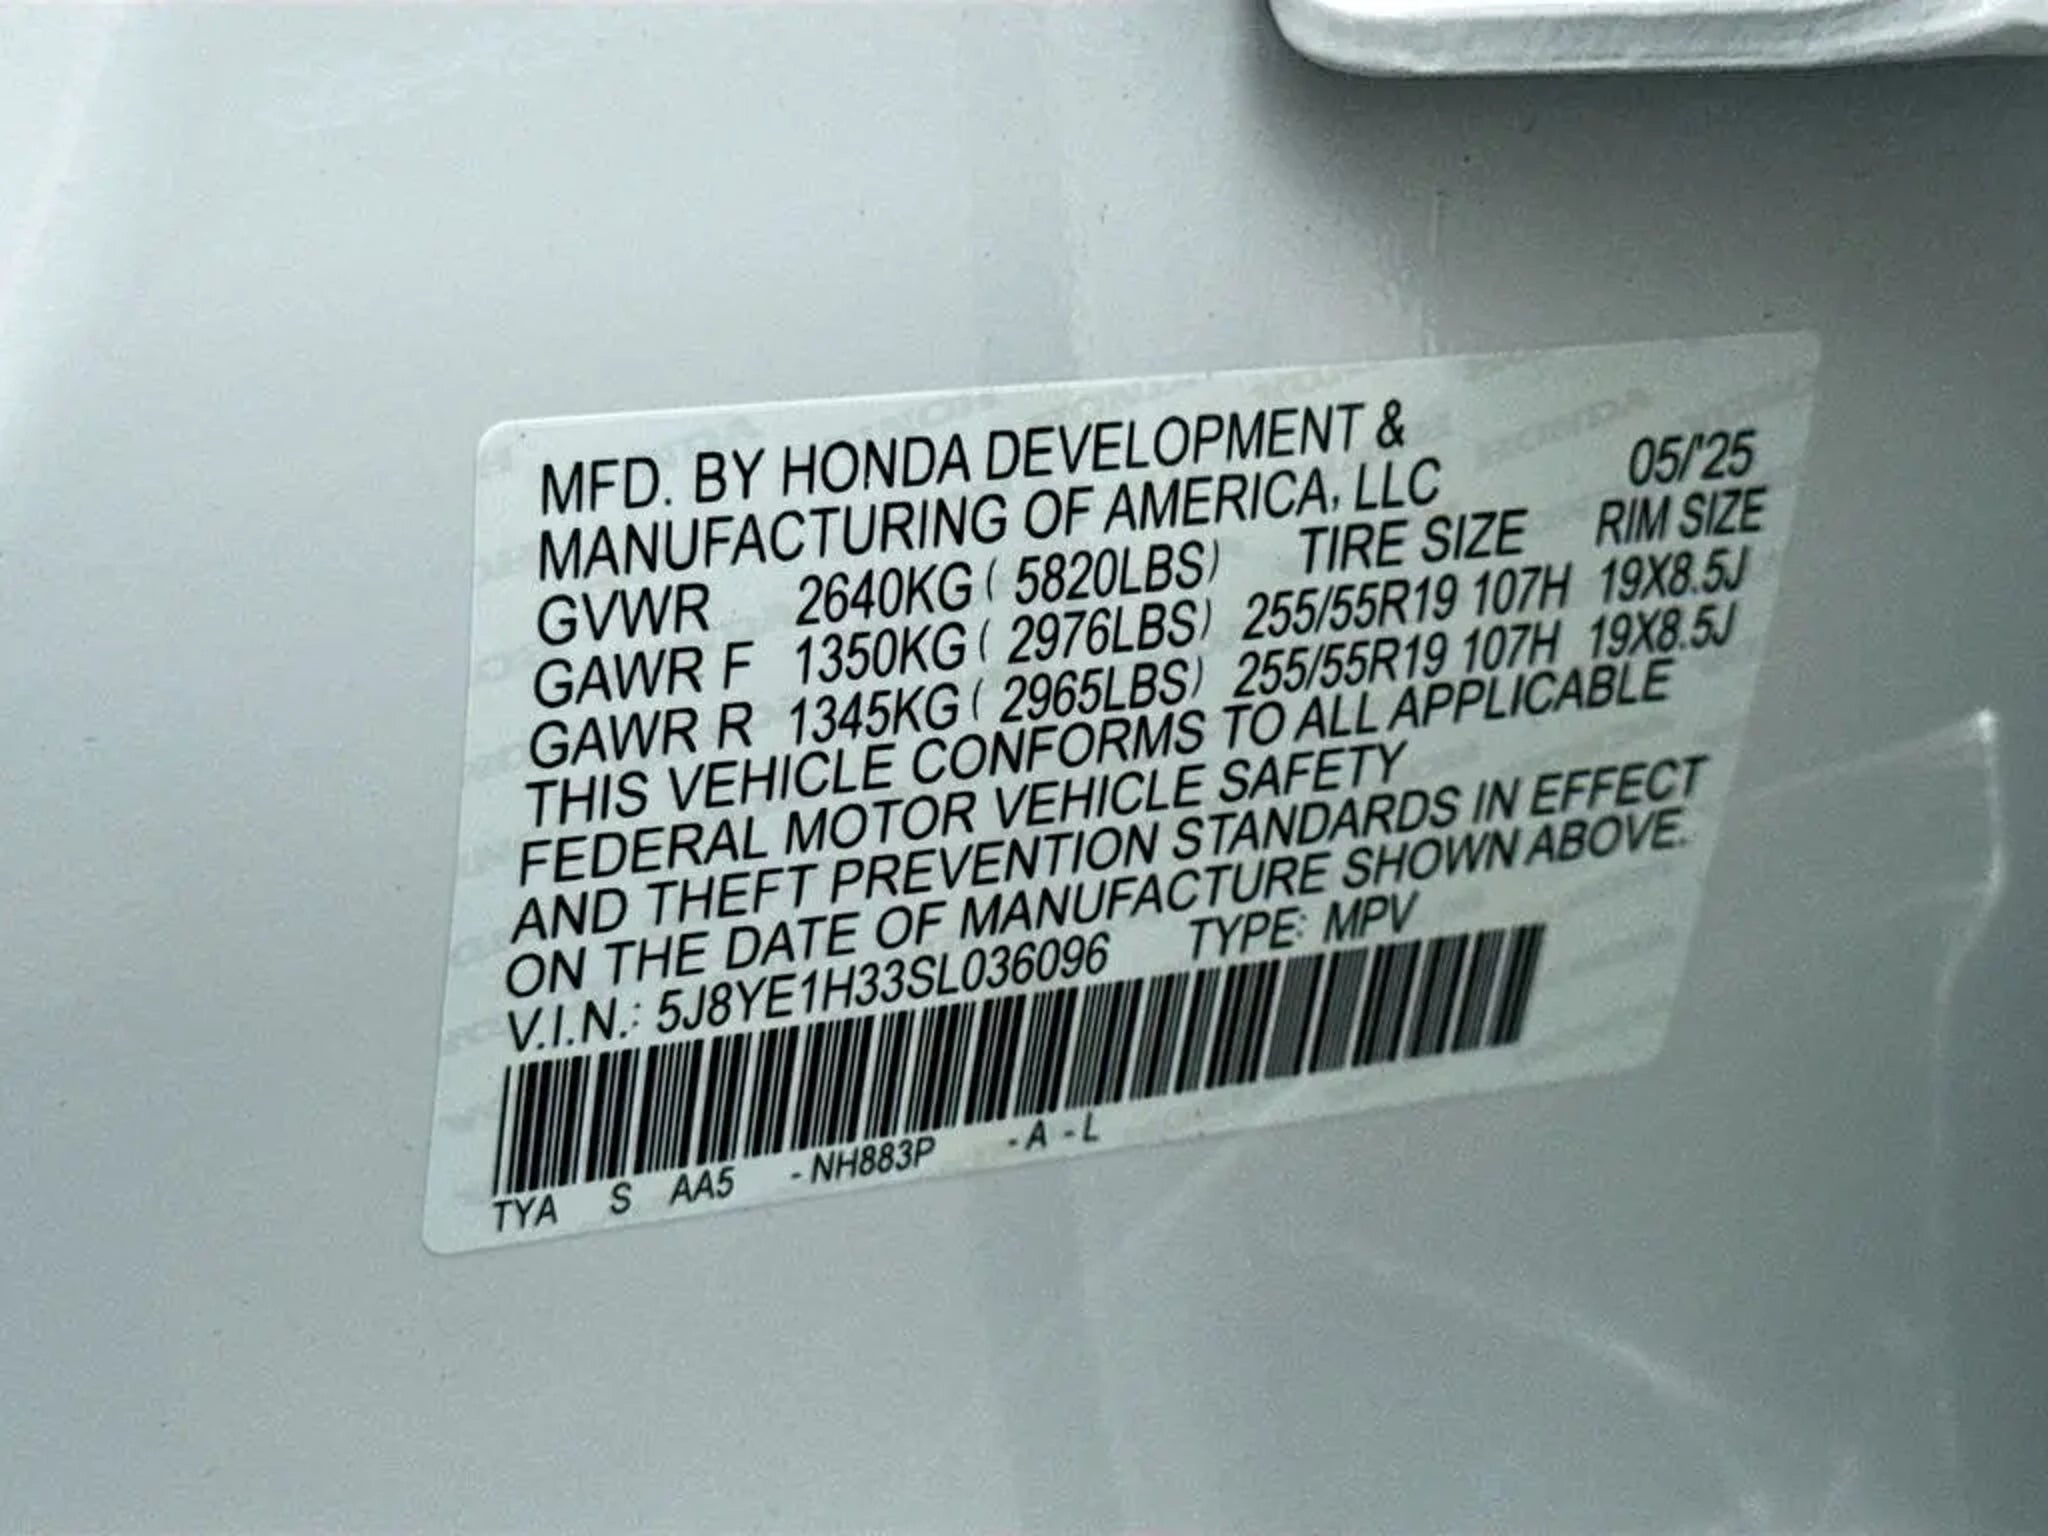 MFD. BY HONDA DEVELOPMENT &
MANUFACTURING OF AMERICA, LLC 05/'25
GVWR 2640KG ( 5820LBS) TIRE SIZE RIM SIZE
GAWR F 1350KG ( 2976LBS) 255/55R19 107H 19X8.5J
GAWR R 1345KG ( 2965LBS) 255/55R19 107H 19X8.5J
THIS VEHICLE CONFORMS TO ALL APPLICABLE
FEDERAL MOTOR VEHICLE SAFETY
AND THEFT PREVENTION STANDARDS IN EFFECT
ON THE DATE OF MANUFACTURE SHOWN ABOVE.
V.I.N.: 5J8YE1H33SL036096 TYPE: MPV
TYA S AA5 - NH883P - A - L